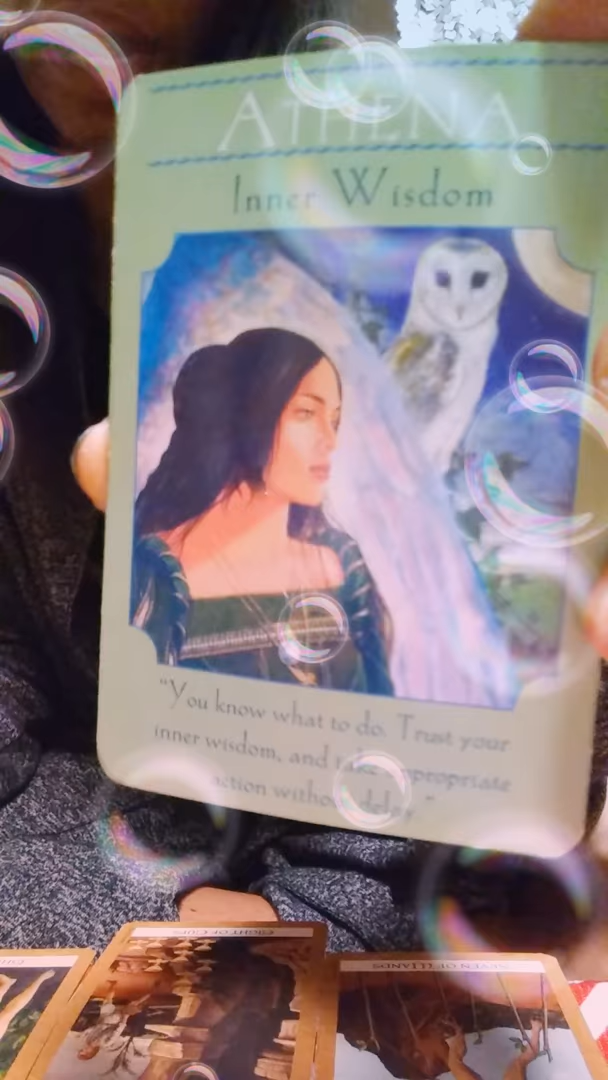 ATHENA
Inner Wisdom
"You know what to do. Trust your
inner wisdom, and take appropriate
action without delay."
EIGHT OF CUPS
SEVEN OF WANDS